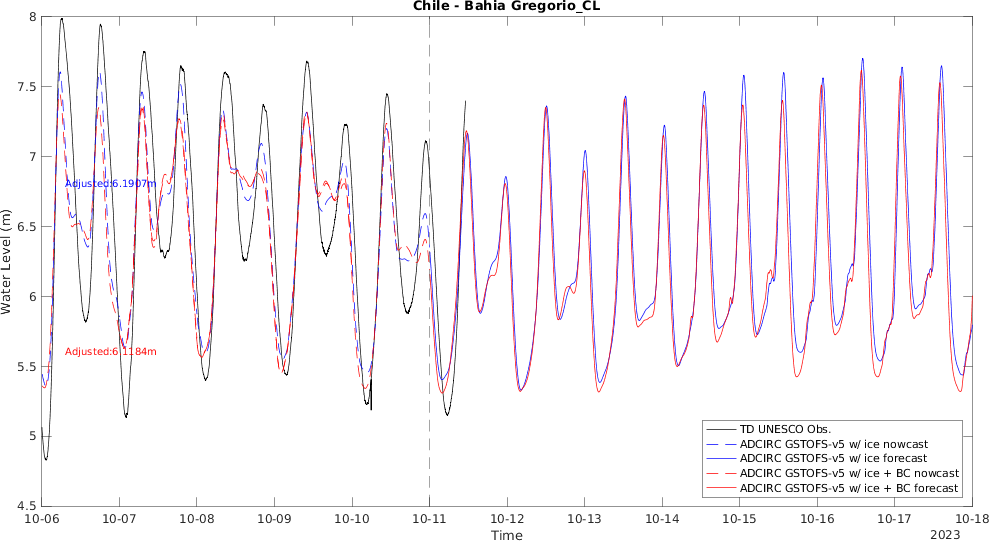 Chile - Bahia Gregorio_CL
Water Level (m)
8
7.5
7
6.5
6
5.5
5
4.5
Adjusted:6.1907m
Adjusted:6.1184m
TD UNESCO Obs.
ADCIRC GSTOFS-v5 w/ ice nowcast
ADCIRC GSTOFS-v5 w/ ice forecast
ADCIRC GSTOFS-v5 w/ ice + BC nowcast
ADCIRC GSTOFS-v5 w/ ice + BC forecast
10-06 10-07 10-08 10-09 10-10 10-11 10-12 10-13 10-14 10-15 10-16 10-17 10-18
Time
2023